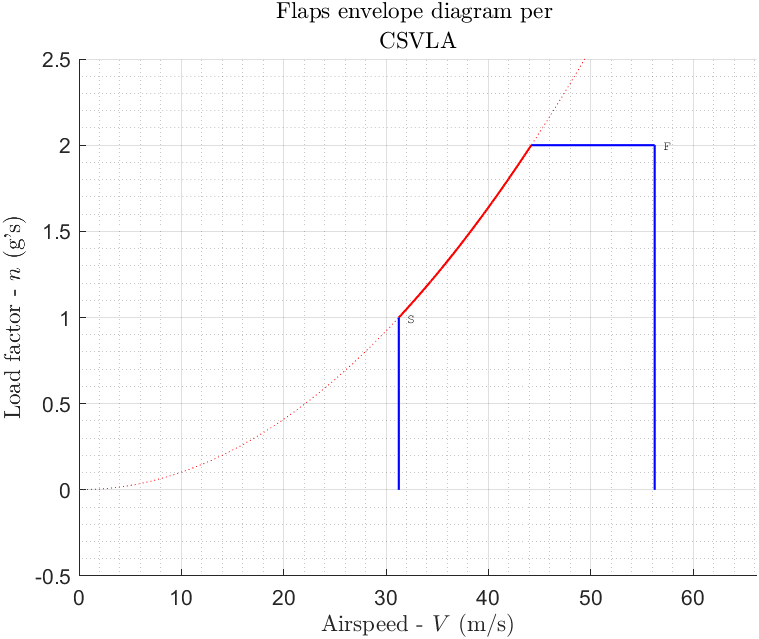 Flaps envelope diagram per
CSVLA
2.5
2
1.5
1
0.5
0
-0.5
F
S
0 10 20 30 40 50 60
Load factor - n (g's)
Airspeed - V (m/s)